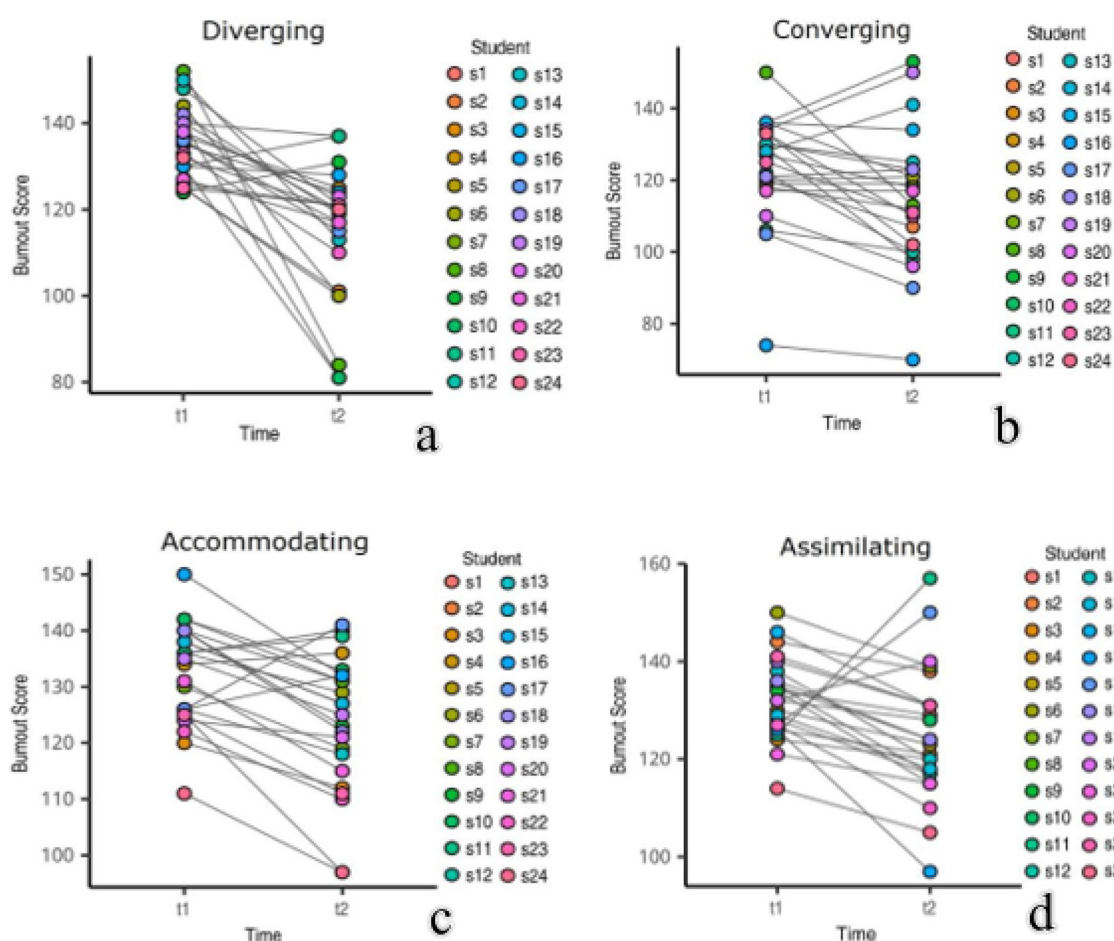 Diverging
Burnout Score
140
120
100
80
t1
t2
Time
Student
s1 s13
s2 s14
s3 s15
s4 s16
s5 s17
s6 s18
s7 s19
s8 s20
s9 s21
s10 s22
s11 s23
s12 s24
a
Converging
Burnout Score
140
120
100
80
t1
t2
Time
Student
s1 s13
s2 s14
s3 s15
s4 s16
s5 s17
s6 s18
s7 s19
s8 s20
s9 s21
s10 s22
s11 s23
s12 s24
b
Accommodating
Burnout Score
150
140
130
120
110
100
t1
t2
Time
Student
s1 s13
s2 s14
s3 s15
s4 s16
s5 s17
s6 s18
s7 s19
s8 s20
s9 s21
s10 s22
s11 s23
s12 s24
c
Assimilating
Burnout Score
160
140
120
100
t1
t2
Time
Student
s1
s2
s3
s4
s5
s6
s7
s8
s9
s10
s11
s12
d